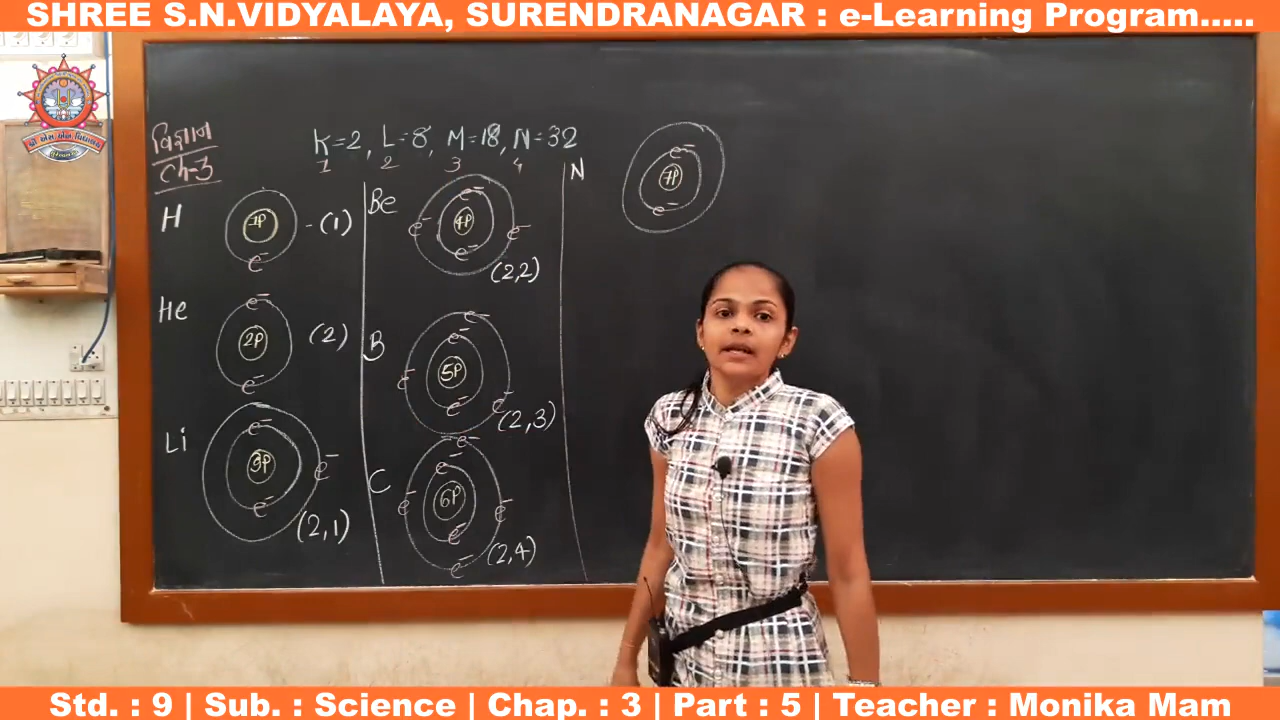 SHREE S.N.VIDYALAYA, SURENDRANAGAR : e-Learning Program.....
विज्ञान
Ch-3
K=2, L=8, M=18, N=32
1 2 3 4
H
1P
e⁻
-(1)
He
e⁻
2P
e⁻
(2)
Li
e⁻
3P
e⁻
e⁻
(2,1)
Be
e⁻
e⁻ 4P e⁻
e⁻
(2,2)
B
e⁻
e⁻
e⁻ 5P e⁻
e⁻
(2,3)
C
e⁻
e⁻
e⁻ 6P e⁻
e⁻
e⁻
(2,4)
N
e⁻
7P
e⁻
Std. : 9 | Sub. : Science | Chap. : 3 | Part : 5 | Teacher : Monika Mam